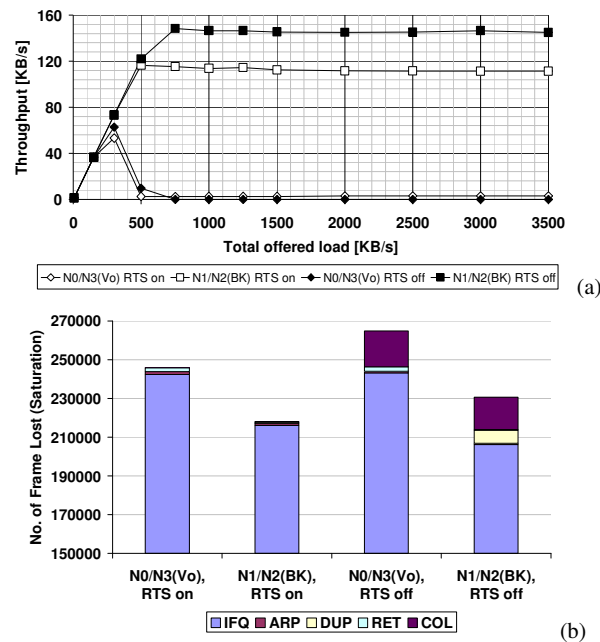 160
120
80
40
0
Throughput [KB/s]
0 500 1000 1500 2000 2500 3000 3500
Total offered load [KB/s]
N0/N3(Vo) RTS on N1/N2(BK) RTS on N0/N3(Vo) RTS off N1/N2(BK) RTS off
(a)
270000
250000
230000
210000
190000
170000
150000
No. of Frame Lost (Saturation)
N0/N3(Vo), N1/N2(BK), N0/N3(Vo), N1/N2(BK),
RTS on RTS on RTS off RTS off
IFQ ARP DUP RET COL
(b)